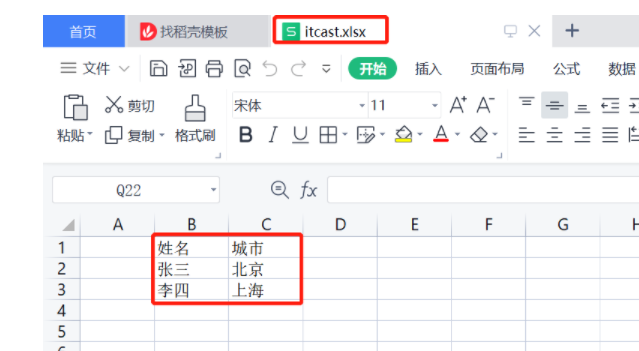 首页 找稻壳模板 S itcast.xlsx +
文件 开始 插入 页面布局 公式 数据
粘贴 剪切 复制 格式刷 宋体 11 A⁺ A⁻
B I U A
Q22 fx
A B C D E F G H
1 姓名 城市
2 张三 北京
3 李四 上海
4
5